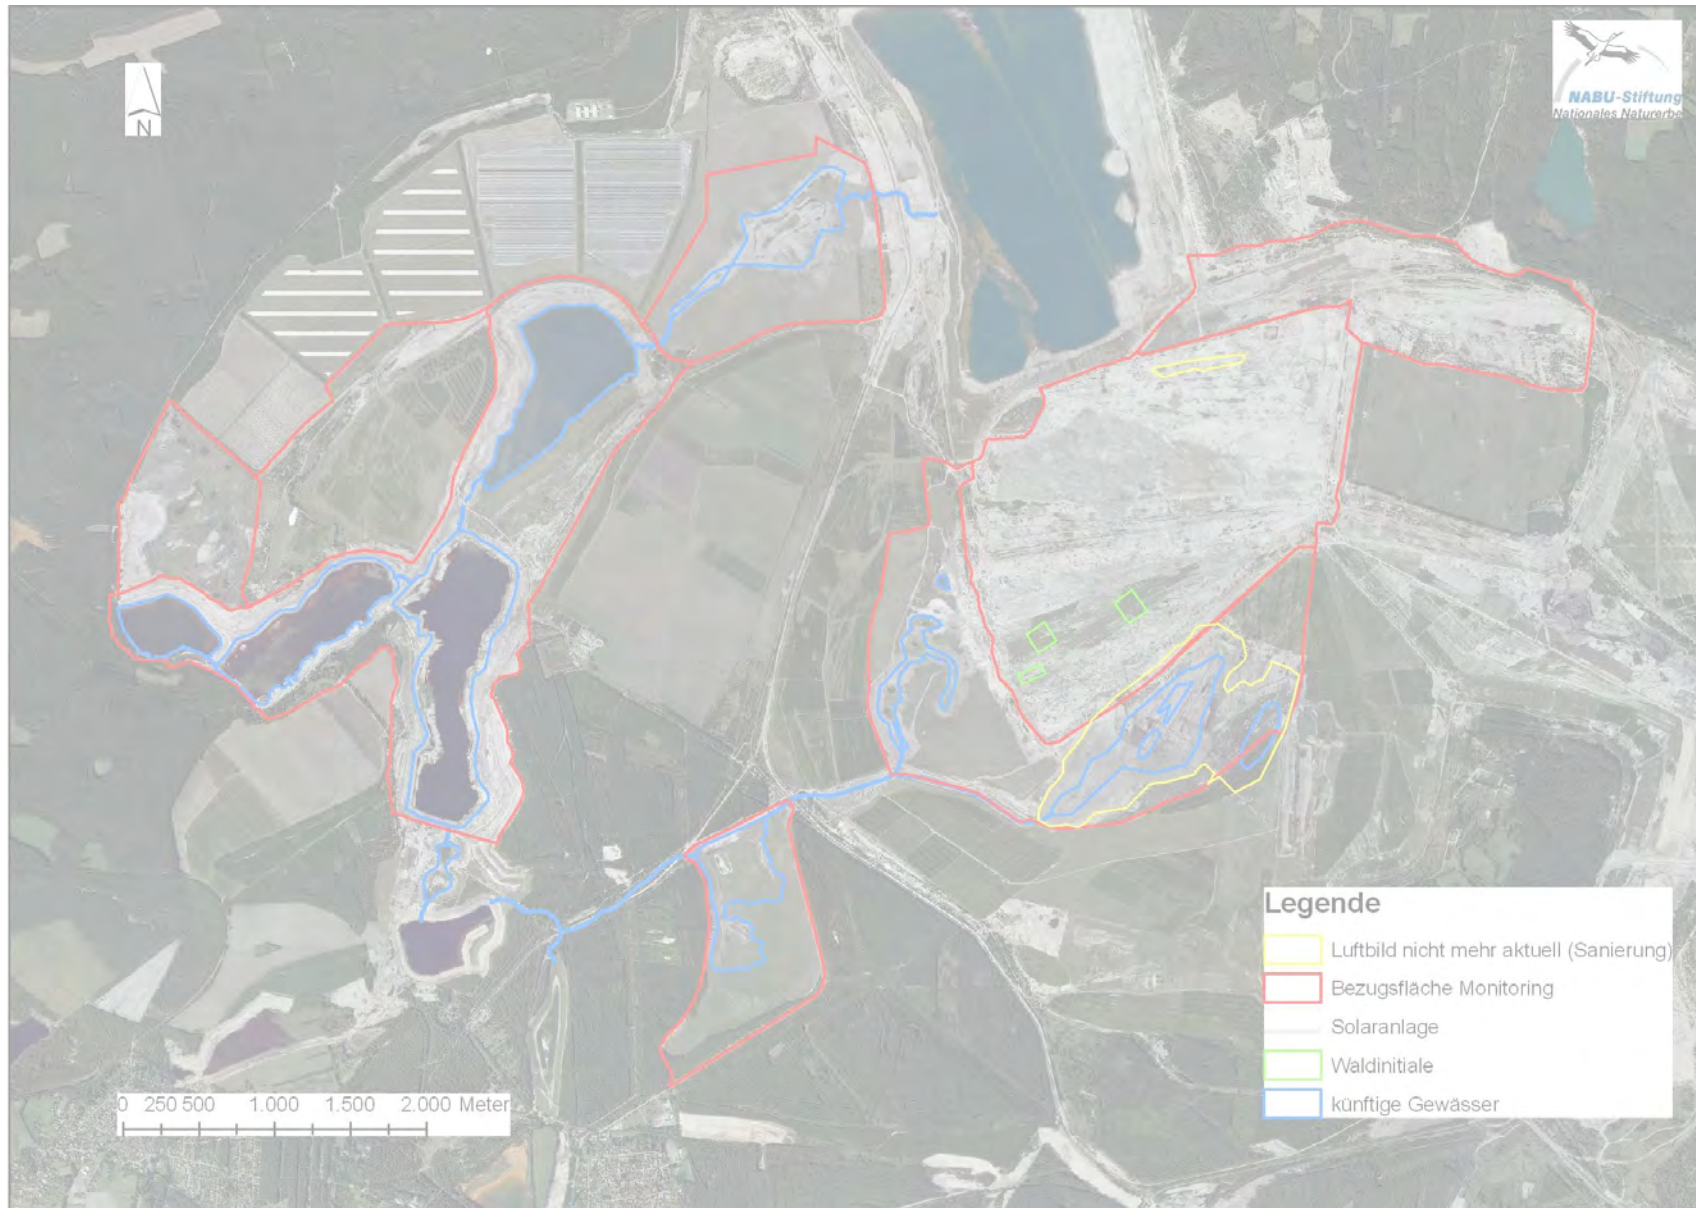 N
NABU-Stiftung
Nationales Naturerbe
Legende
Luftbild nicht mehr aktuell (Sanierung)
Bezugsfläche Monitoring
Solaranlage
Waldinitiale
künftige Gewässer
0 250 500 1.000 1.500 2.000 Meter